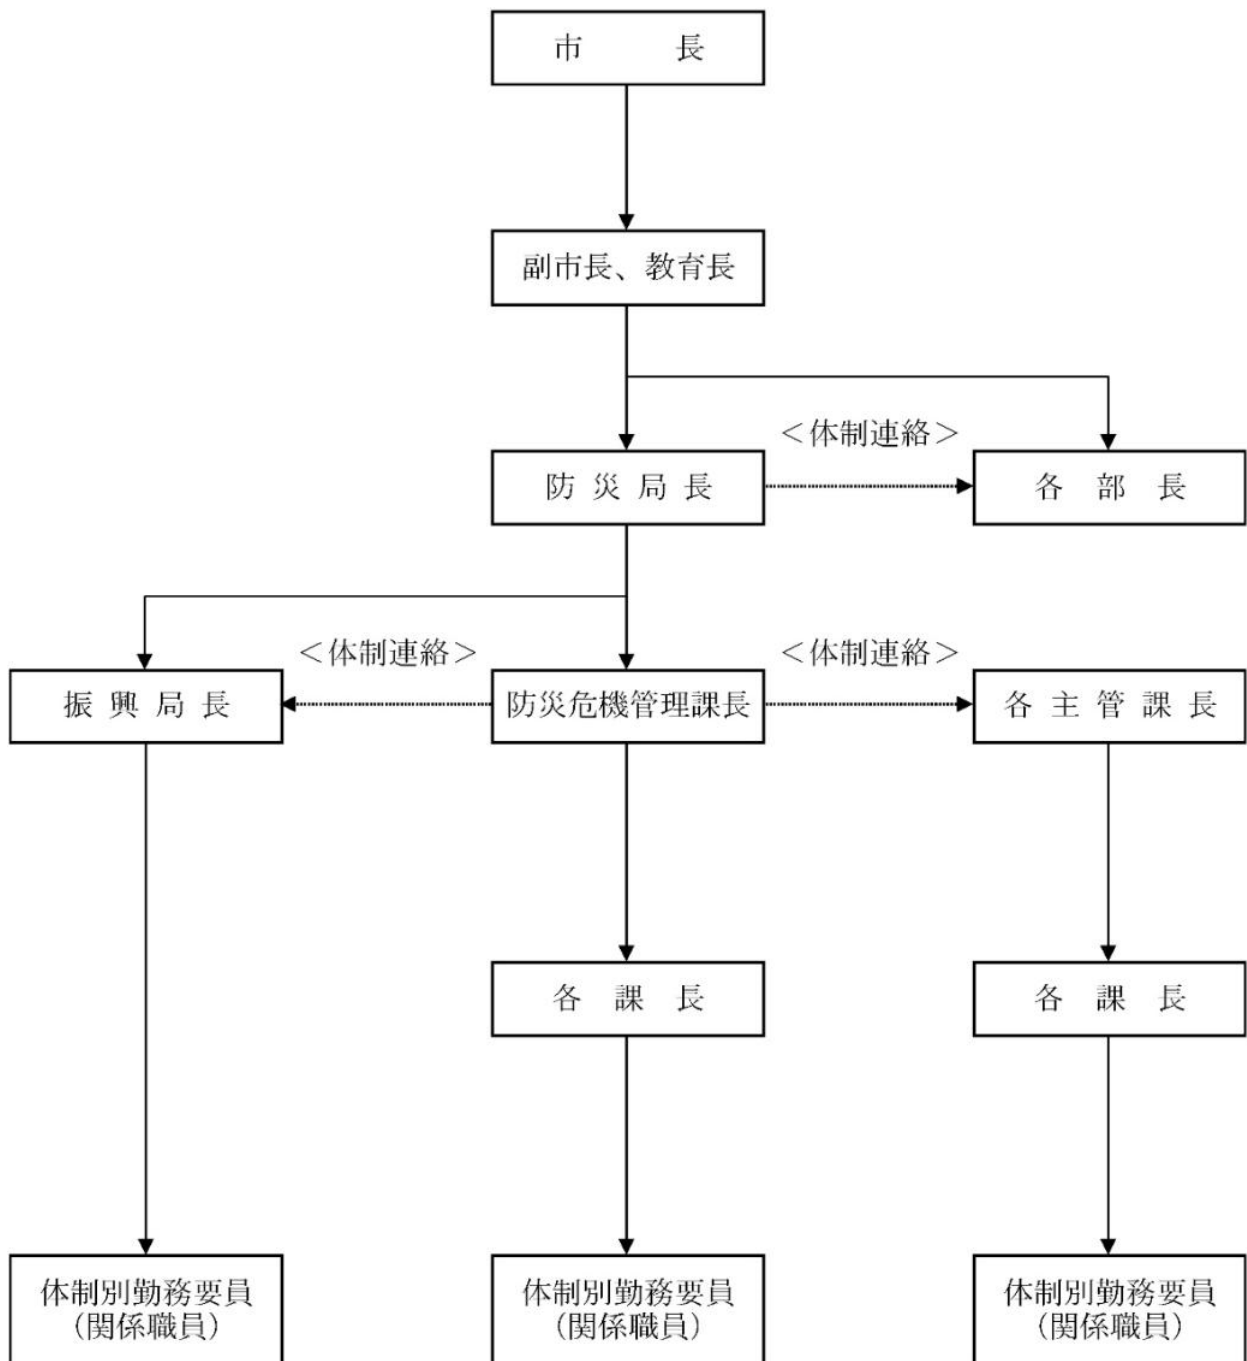 市　　　長
副市長、教育長
＜体制連絡＞
防 災 局 長
各　部　長
＜体制連絡＞
＜体制連絡＞
振 興 局 長
防災危機管理課長
各 主 管 課 長
各　課　長
各　課　長
体制別勤務要員
（関係職員）
体制別勤務要員
（関係職員）
体制別勤務要員
（関係職員）